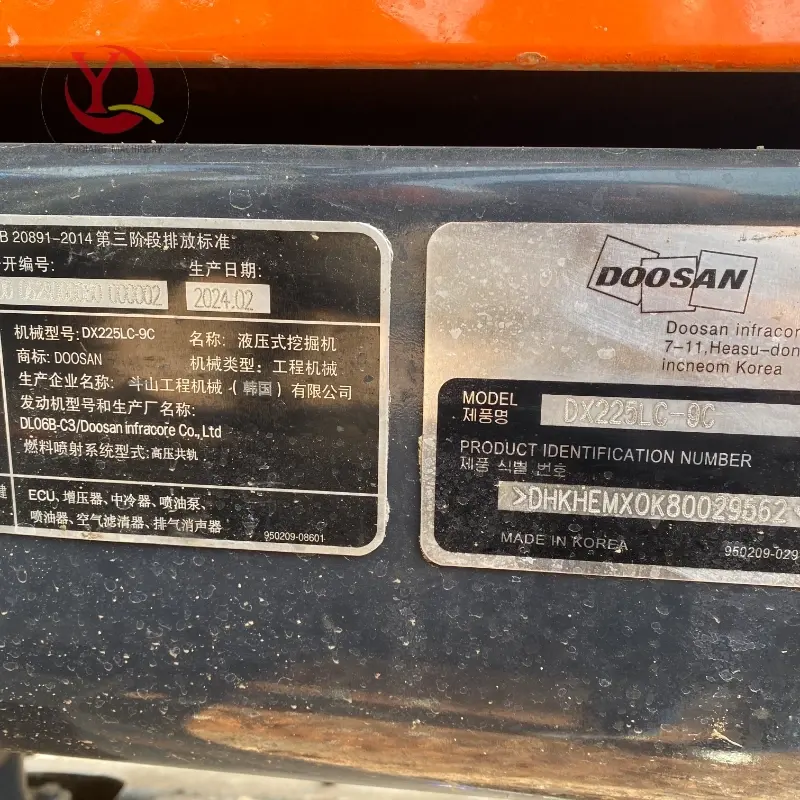 B 20891-2014 第三阶段排放标准
开编号:
生产日期:
000002
2024.02
机械型号: DX225LC-9C
名称: 液压式挖掘机
商标: DOOSAN
机械类型: 工程机械
生产企业名称: 斗山工程机械 (韩国) 有限公司
发动机型号和生产厂名称:
DL06B-C3/Doosan infracore Co., Ltd
燃料喷射系统型式: 高压共轨
ECU、增压器、中冷器、喷油泵、
喷油器、空气滤清器、排气消声器
950209-08601
DOOSAN
Doosan infracor
7-11, Heasu-don
incneom Korea
MODEL
제품명
DX225LC-9C
PRODUCT IDENTIFICATION NUMBER
제품 식별 번호
>DHKHEMX0K80029562
MADE IN KOREA
950209-029